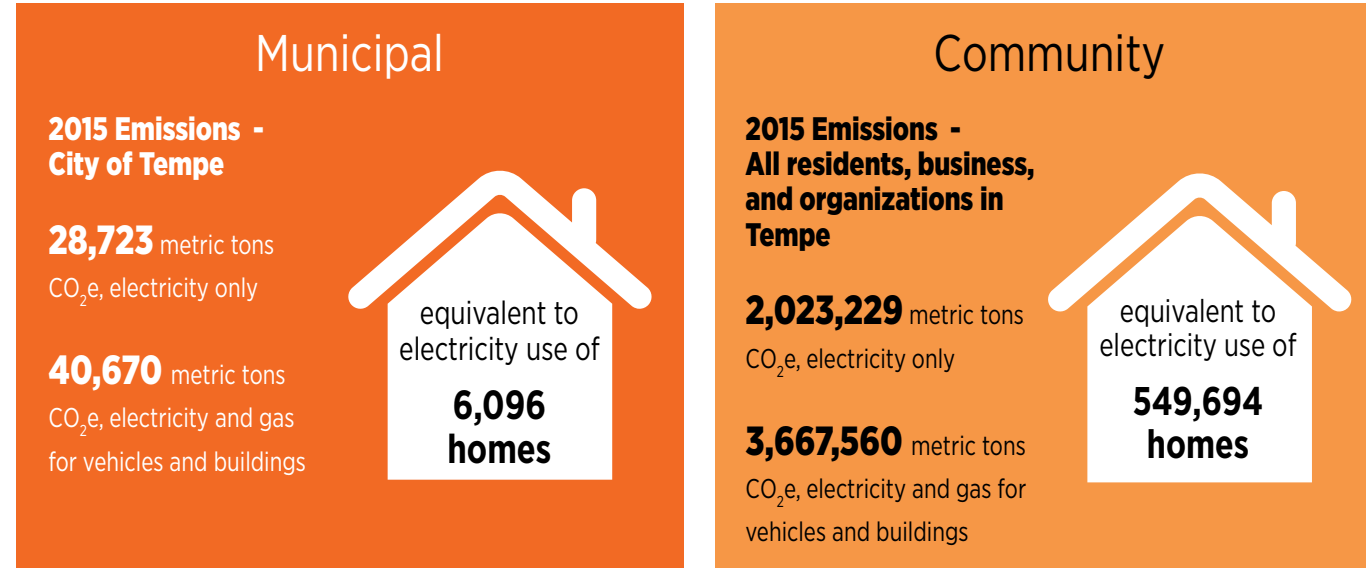 Municipal
2015 Emissions -
City of Tempe
28,723 metric tons
CO₂e, electricity only
40,670 metric tons
CO₂e, electricity and gas
for vehicles and buildings
equivalent to
electricity use of
6,096
homes
Community
2015 Emissions -
All residents, business,
and organizations in
Tempe
2,023,229 metric tons
CO₂e, electricity only
3,667,560 metric tons
CO₂e, electricity and gas for
vehicles and buildings
equivalent to
electricity use of
549,694
homes